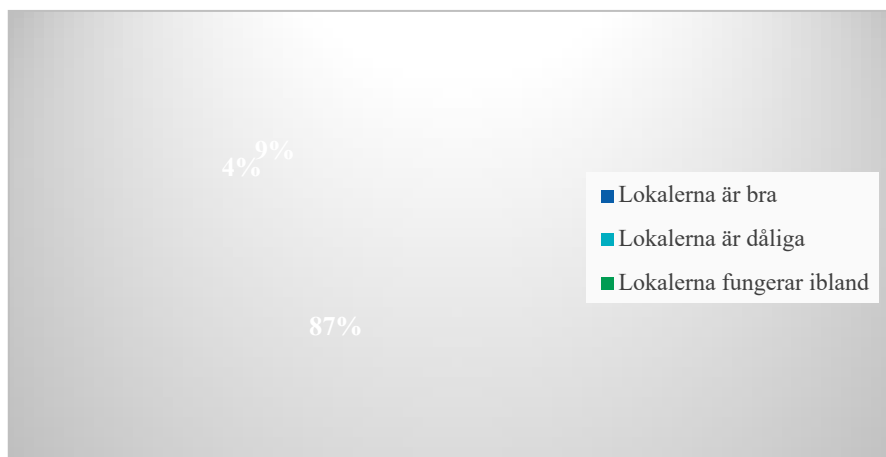 9%
4%
87%
Lokalerna är bra
Lokalerna är dåliga
Lokalerna fungerar ibland